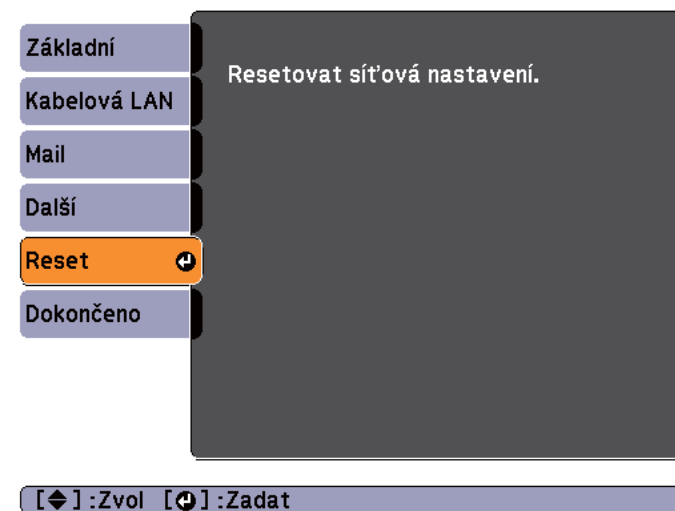 Základní
Kabelová LAN
Mail
Další
Reset
Dokončeno
Resetovat síťová nastavení.
[◆]:Zvol [↵]:Zadat